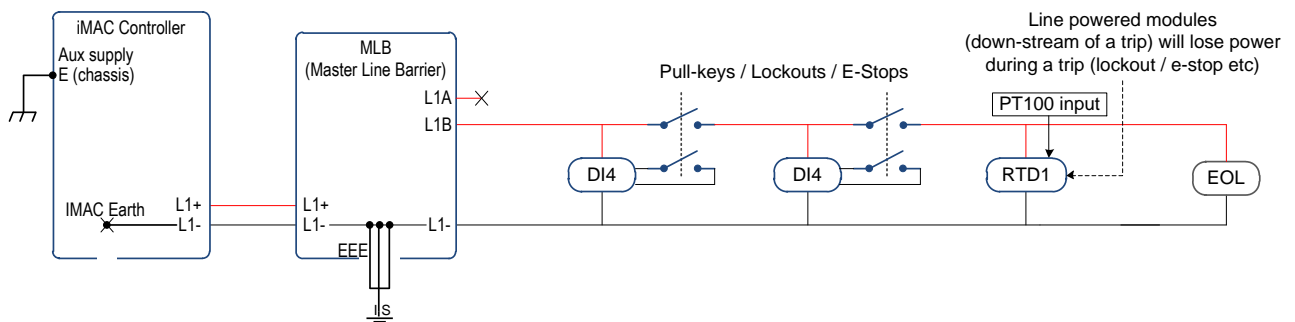 iMAC Controller
Aux supply
E (chassis)
IMAC Earth
L1+
L1-
MLB
(Master Line Barrier)
L1A
L1B
L1+
L1-
L1-
EEE
IS
Pull-keys / Lockouts / E-Stops
DI4
DI4
Line powered modules
(down-stream of a trip) will lose power
during a trip (lockout / e-stop etc)
PT100 input
RTD1
EOL